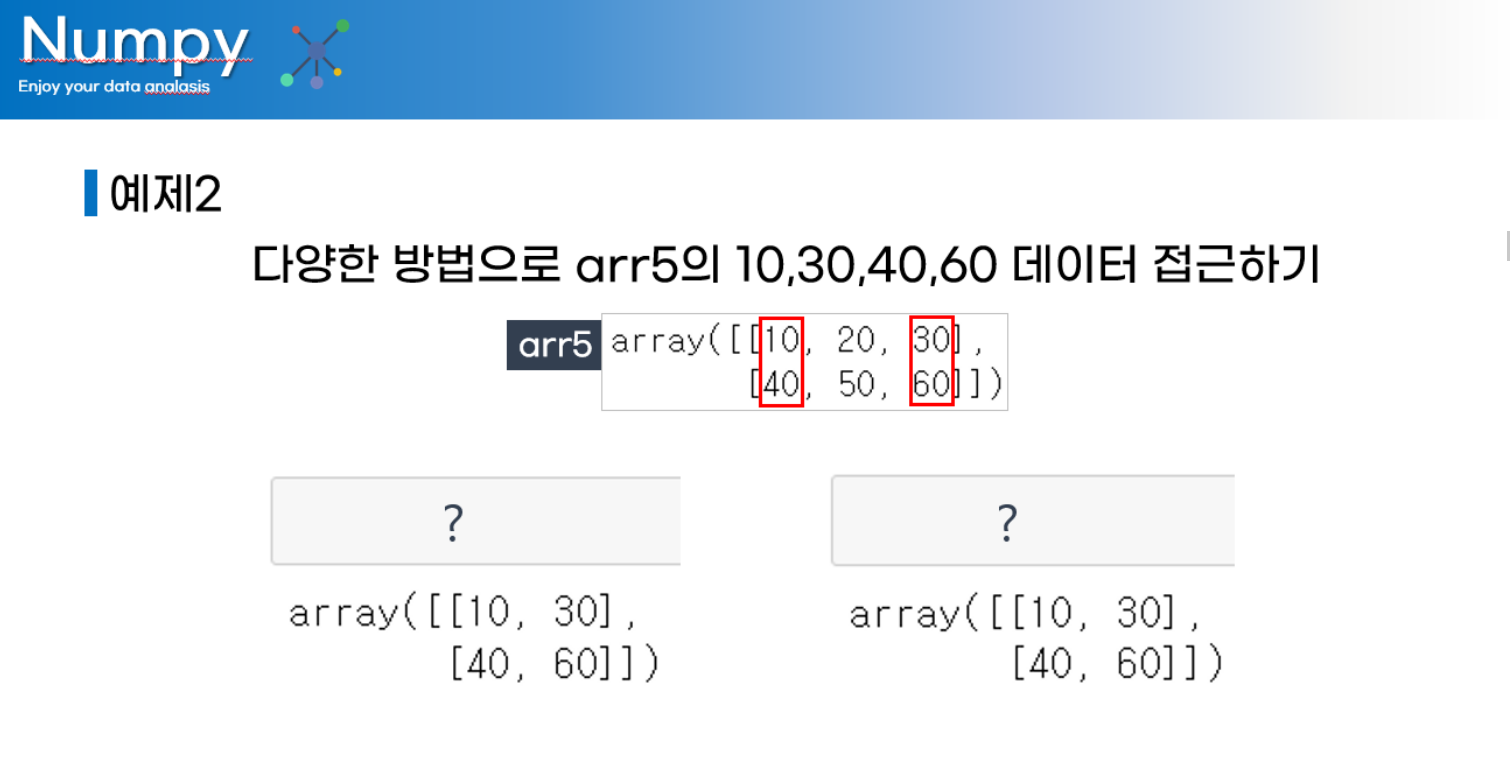 Numpy
Enjoy your data analasis
예제2
다양한 방법으로 arr5의 10,30,40,60 데이터 접근하기
arr5 array([[10, 20, 30],
[40, 50, 60]])
? ?
array([[10, 30], array([[10, 30],
[40, 60]]) [40, 60]])